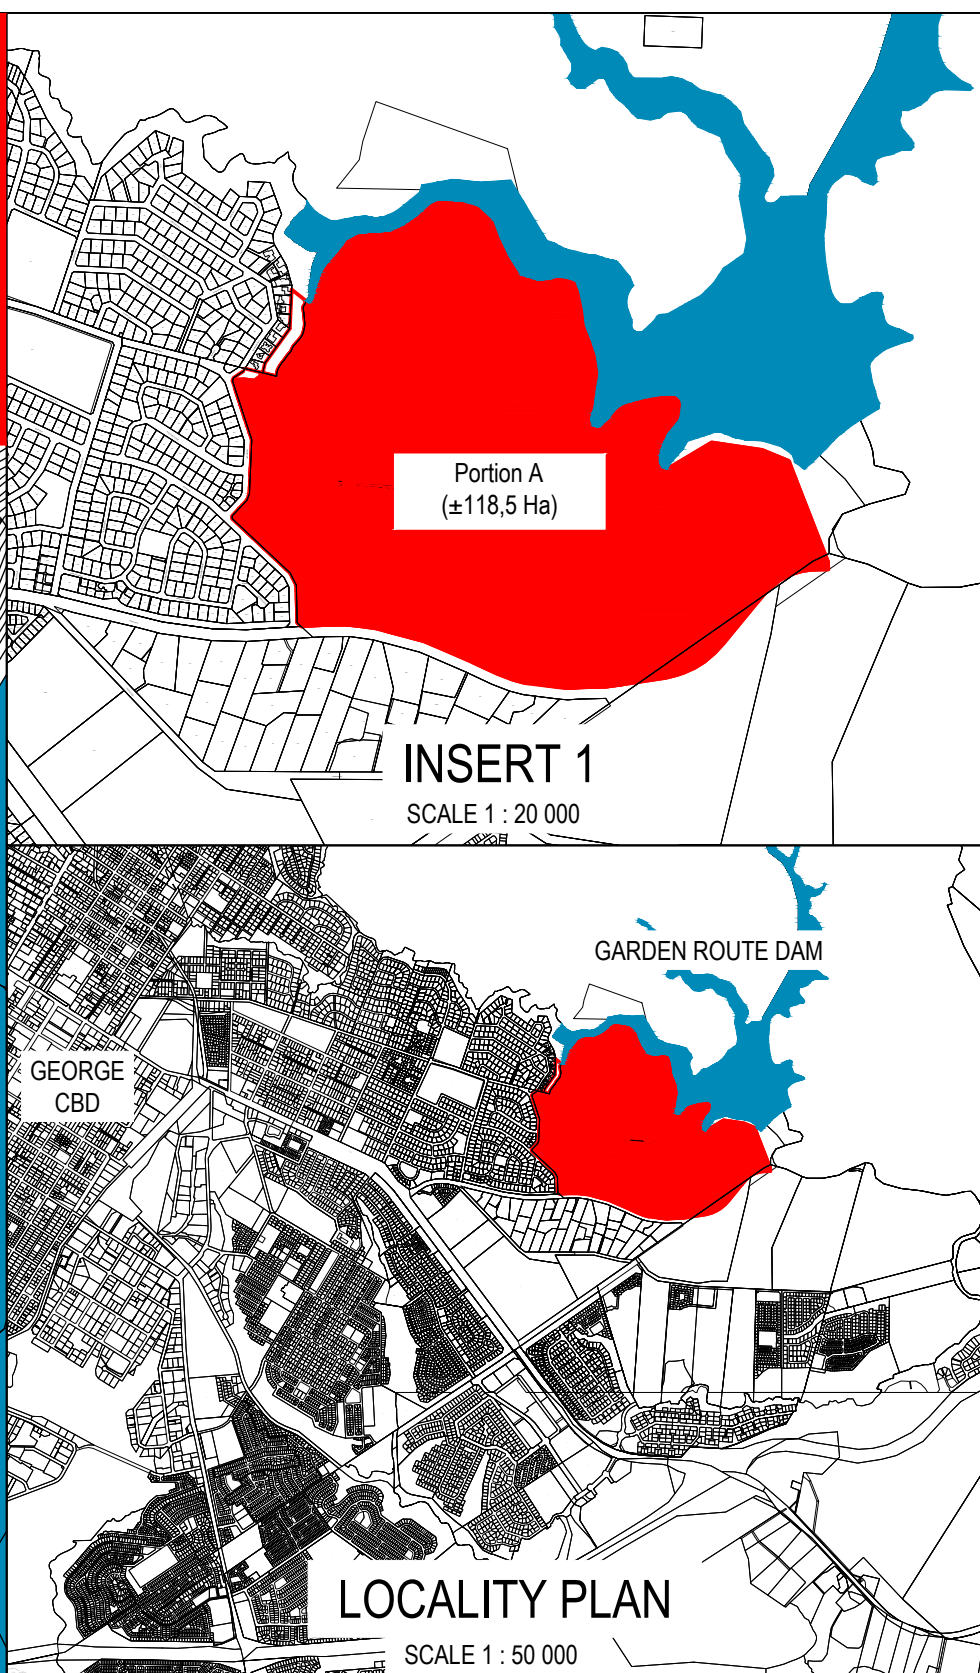 Portion A
(±118,5 Ha)
INSERT 1
SCALE 1 : 20 000
GARDEN ROUTE DAM
GEORGE
CBD
LOCALITY PLAN
SCALE 1 : 50 000